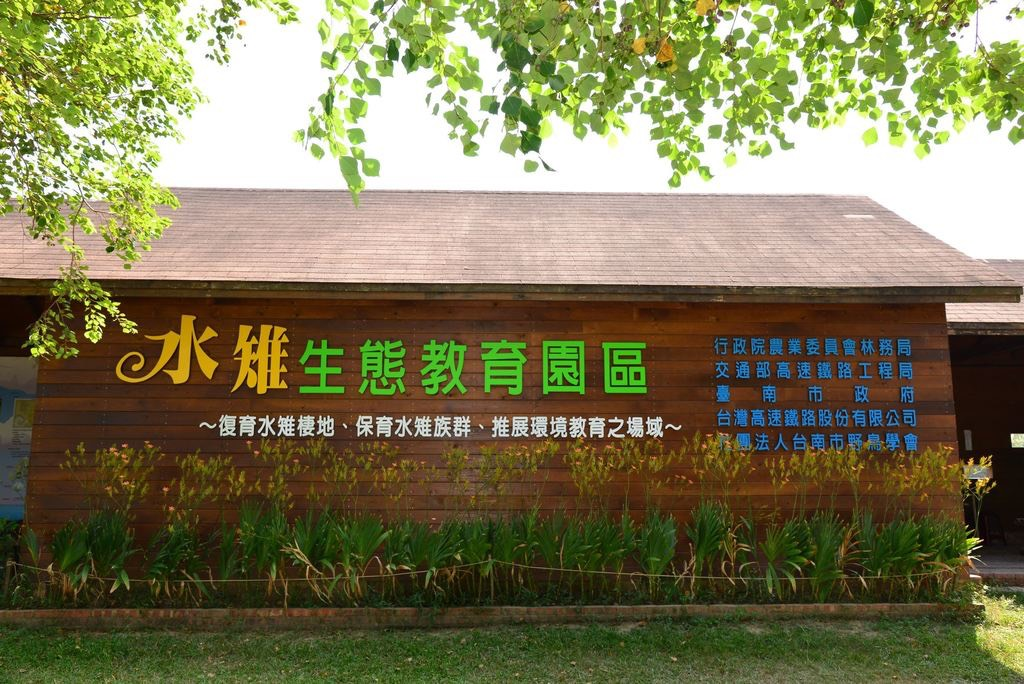 水雉生態教育園區
～復育水雉棲地、保育水雉族群、推展環境教育之場域～
行政院農業委員會林務局
交通部高速鐵路工程局
臺南市政府
台灣高速鐵路股份有限公司
社團法人台南市野鳥學會